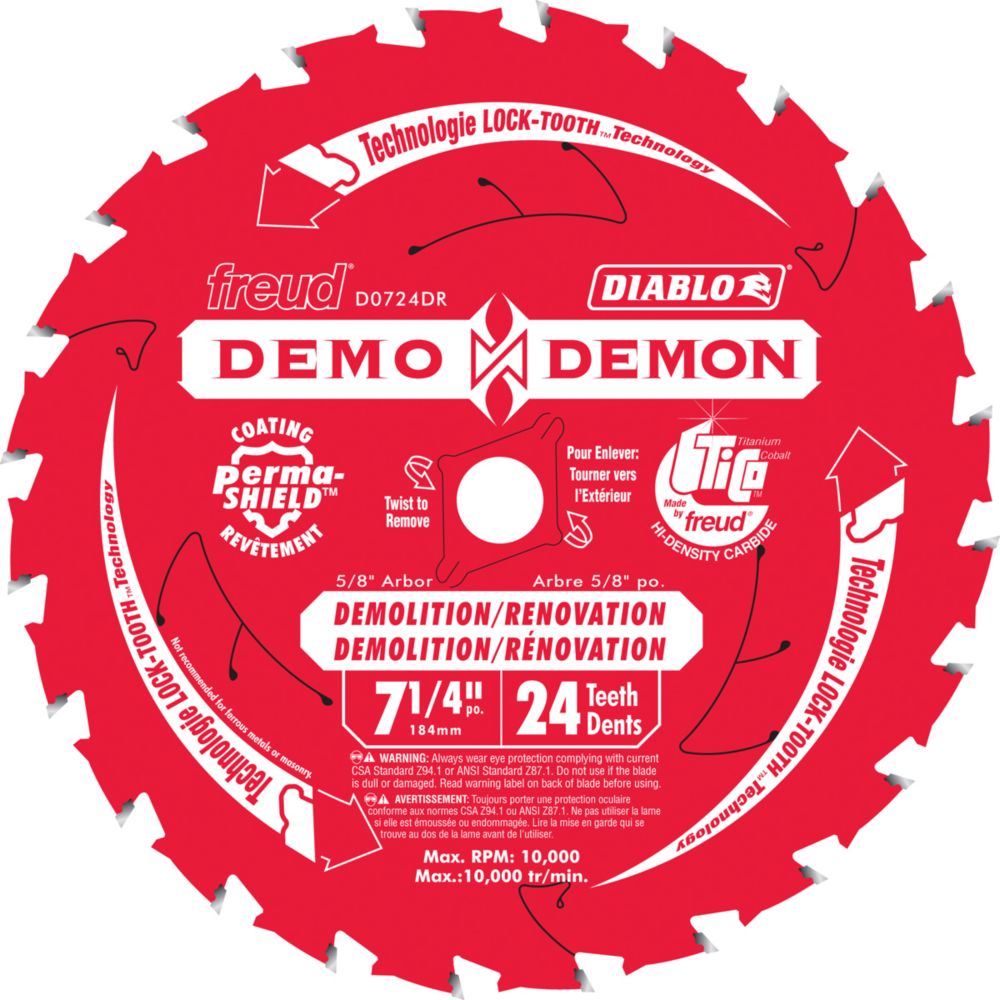 Technologie LOCK-TOOTH™ Technology
freud® D0724DR
DIABLO®
DEMO DEMON
COATING
Perma-
SHIELD™
REVÊTEMENT
Twist to
Remove
Pour Enlever:
Tourner vers
l'Extérieur
TiCo™
Titanium
Cobalt
Made
by freud®
HI-DENSITY CARBIDE
5/8" Arbor
Arbre 5/8" po.
DEMOLITION/RENOVATION
DEMOLITION/RÉNOVATION
7 1/4" po.
184mm
24 Teeth
Dents
WARNING: Always wear eye protection complying with current
CSA Standard Z94.1 or ANSI Standard Z87.1. Do not use if the blade
is dull or damaged. Read warning label on back of blade before using.
AVERTISSEMENT: Toujours porter une protection oculaire
conforme aux normes CSA Z94.1 ou ANSI Z87.1. Ne pas utiliser la lame
si elle est émoussée ou endommagée. Lire la mise en garde qui se
trouve au dos de la lame avant de l'utiliser.
Max. RPM: 10,000
Max.:10,000 tr/min.
Technologie LOCK-TOOTH™ Technology
Not recommended for ferrous metals or masonry.
Technologie LOCK-TOOTH™ Technology